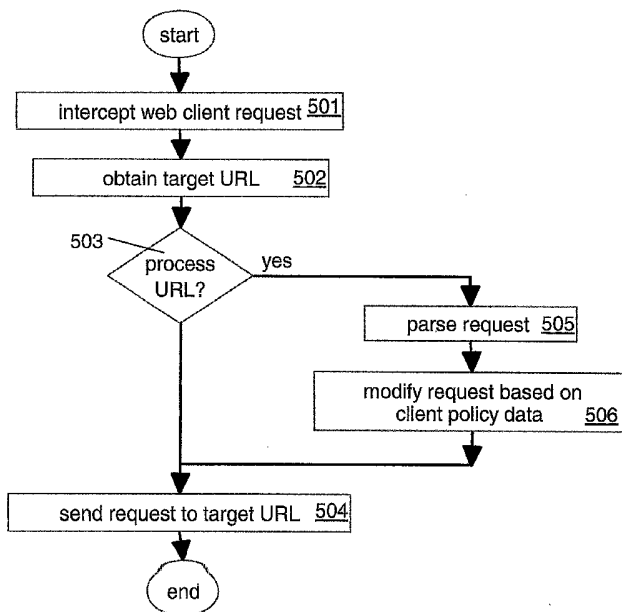 start
intercept web client request 501
obtain target URL 502
503
process
URL?
yes
parse request 505
modify request based on
client policy data 506
send request to target URL 504
end